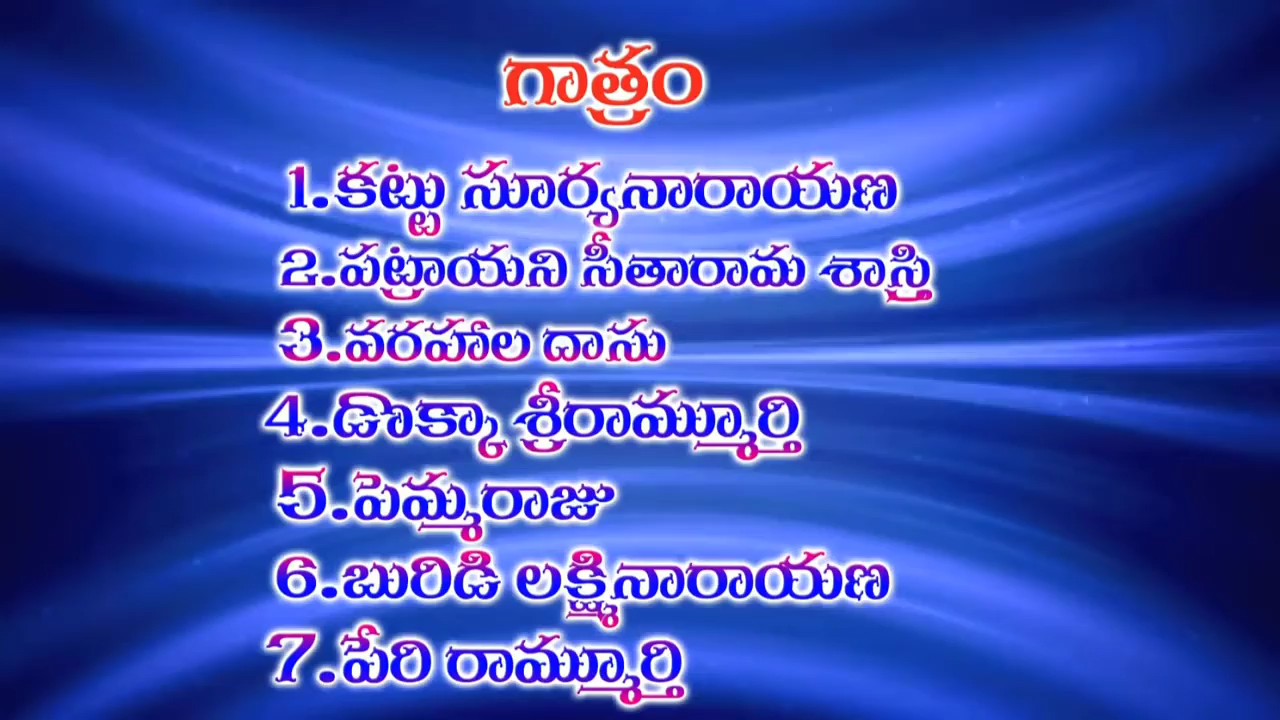 గాత్రం
1.కట్టు సూర్యనారాయణ
2.పట్రాయని సీతారామ శాస్త్రి
3.వరహాల దాసు
4.డొక్కా శ్రీరామ్మూర్తి
5.పెమ్మరాజు
6.బురిడి లక్ష్మినారాయణ
7.పేరి రామ్మూర్తి